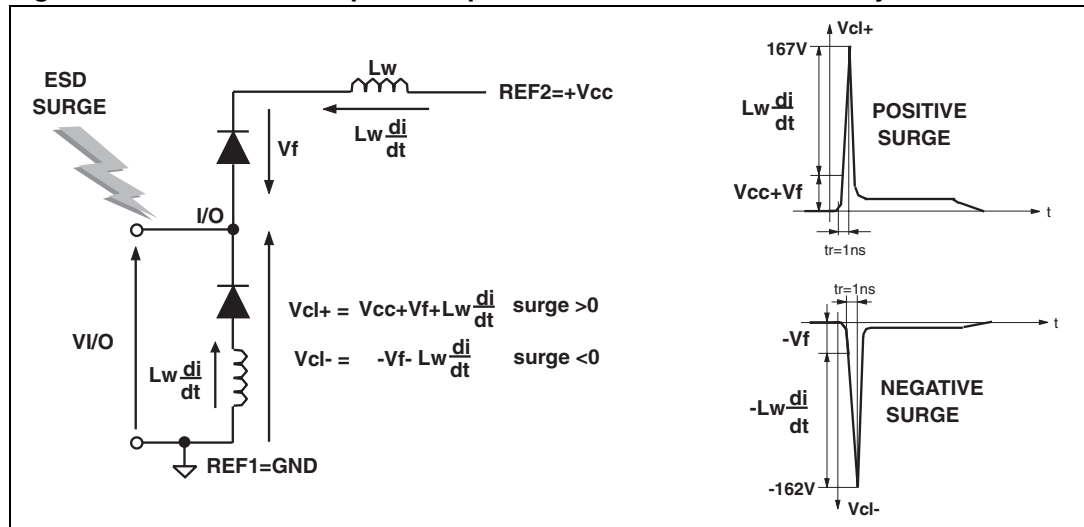 ESD
SURGE
Lw
REF2=+Vcc
Lw di/dt
Vf
I/O
VI/O
Vcl+ = Vcc+Vf+Lw di/dt surge >0
Vcl- = -Vf- Lw di/dt surge <0
Lw di/dt
REF1=GND
Vcl+
167V
Lw di/dt
POSITIVE
SURGE
Vcc+Vf
t
tr=1ns
tr=1ns
t
-Vf
-Lw di/dt
NEGATIVE
SURGE
-162V
Vcl-